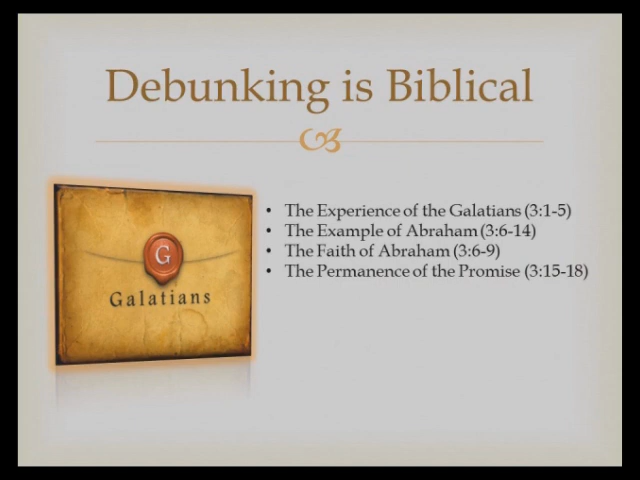 Debunking is Biblical
G
Galatians
• The Experience of the Galatians (3:1-5)
• The Example of Abraham (3:6-14)
• The Faith of Abraham (3:6-9)
• The Permanence of the Promise (3:15-18)